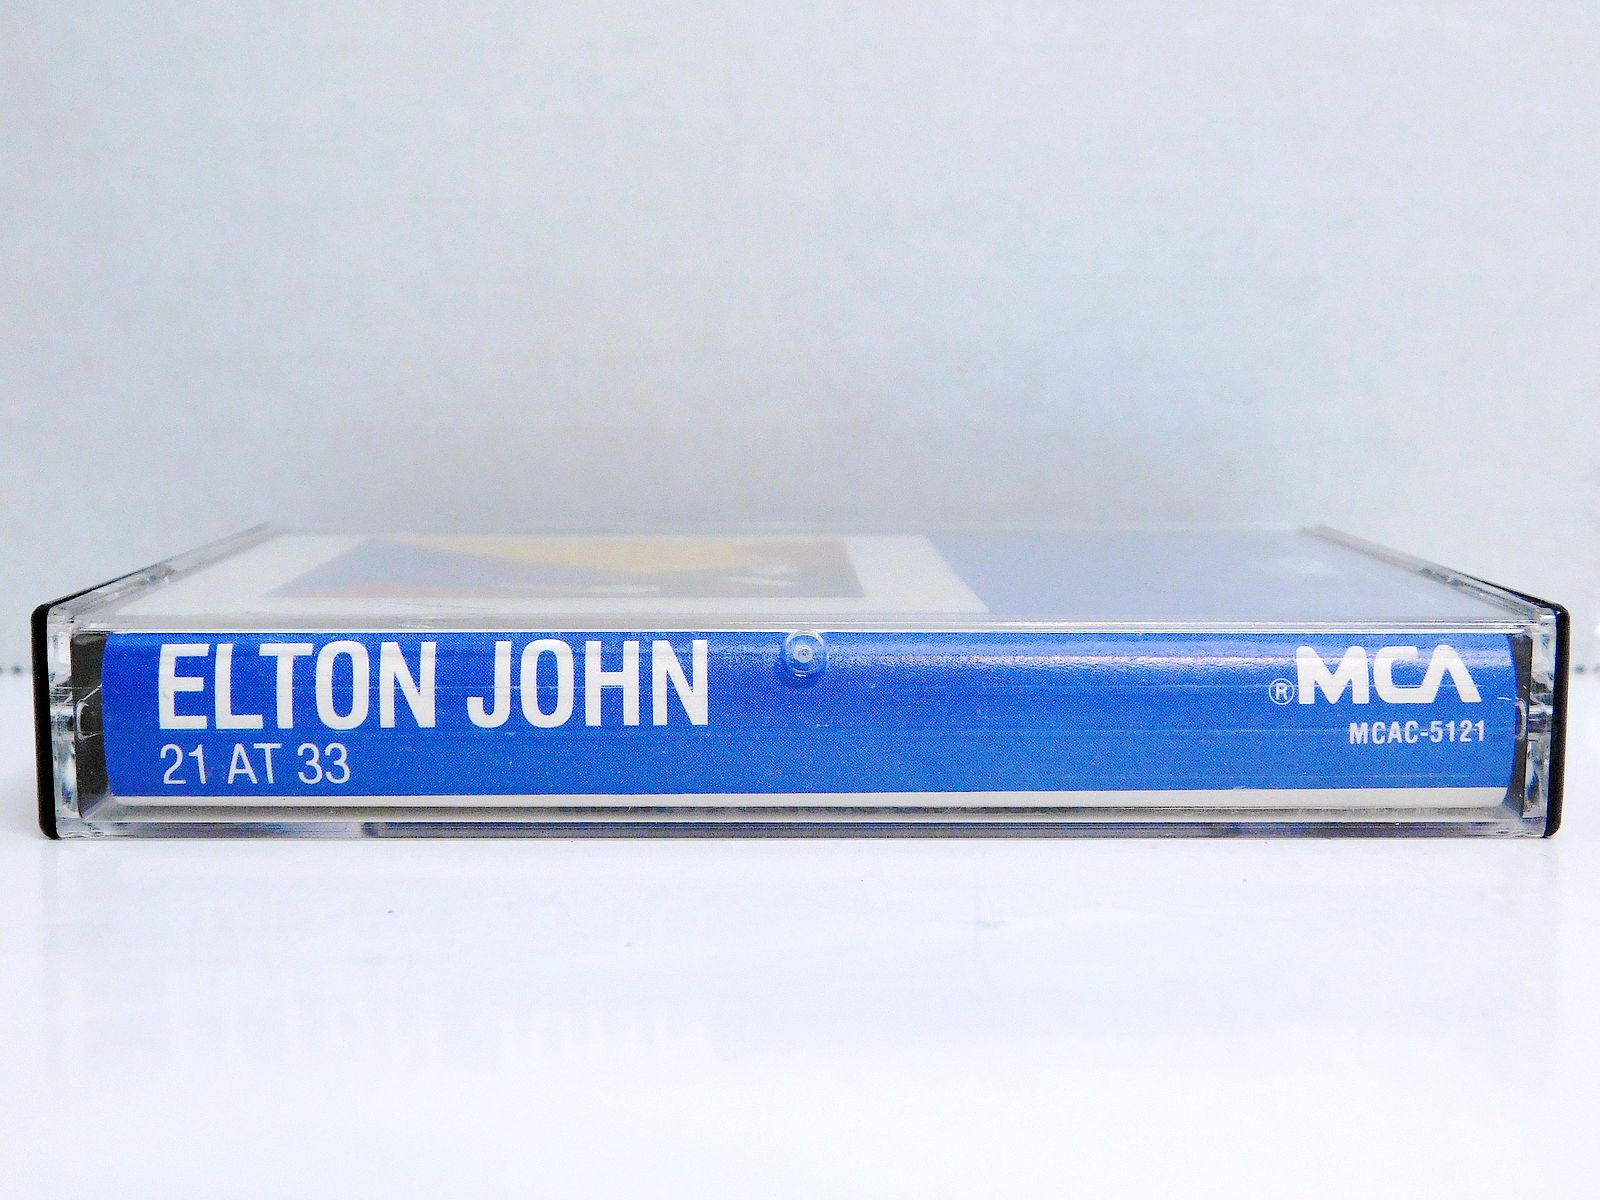 ELTON JOHN
21 AT 33
®MCA
MCAC-5121